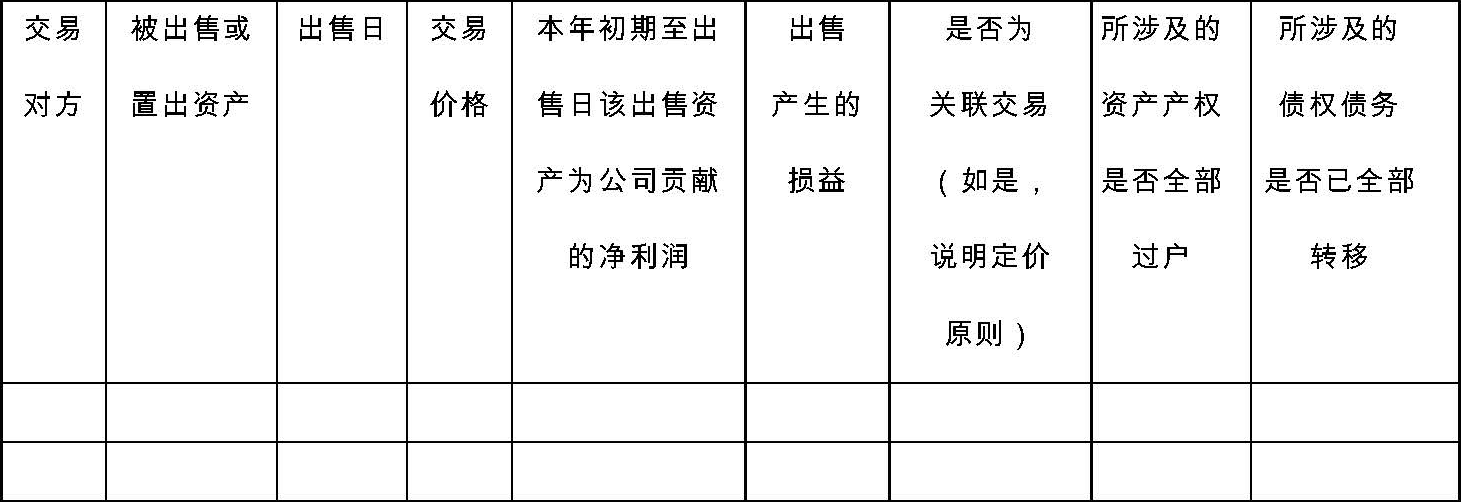 交易
对方
被出售或
置出资产
出售日
交易
价格
本年初期至出
售日该出售资
产为公司贡献
的净利润
出售
产生的
损益
是否为
关联交易
（如是，
说明定价
原则）
所涉及的
资产产权
是否全部
过户
所涉及的
债权债务
是否已全部
转移